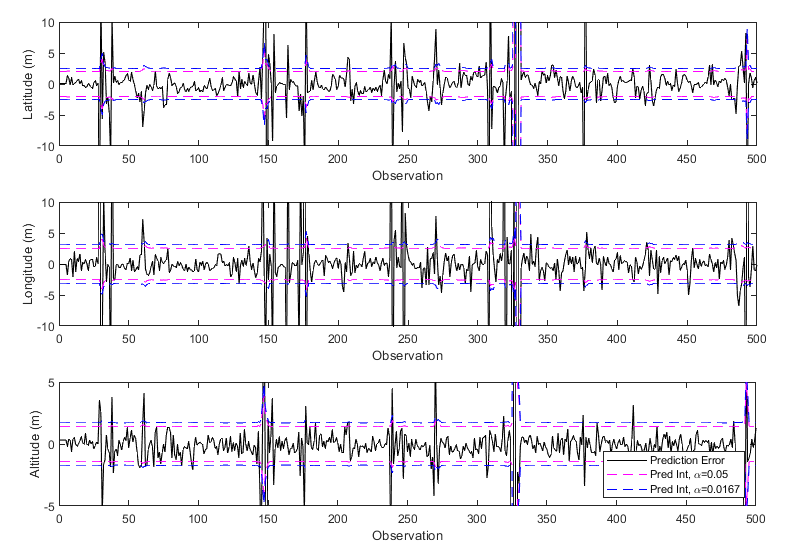 10
5
0
-5
-10
Latitude (m)
0 50 100 150 200 250 300 350 400 450 500
Observation
10
5
0
-5
-10
Longitude (m)
0 50 100 150 200 250 300 350 400 450 500
Observation
5
0
-5
Altitude (m)
Prediction Error
Pred Int, α=0.05
Pred Int, α=0.0167
0 50 100 150 200 250 300 350 400 450 500
Observation